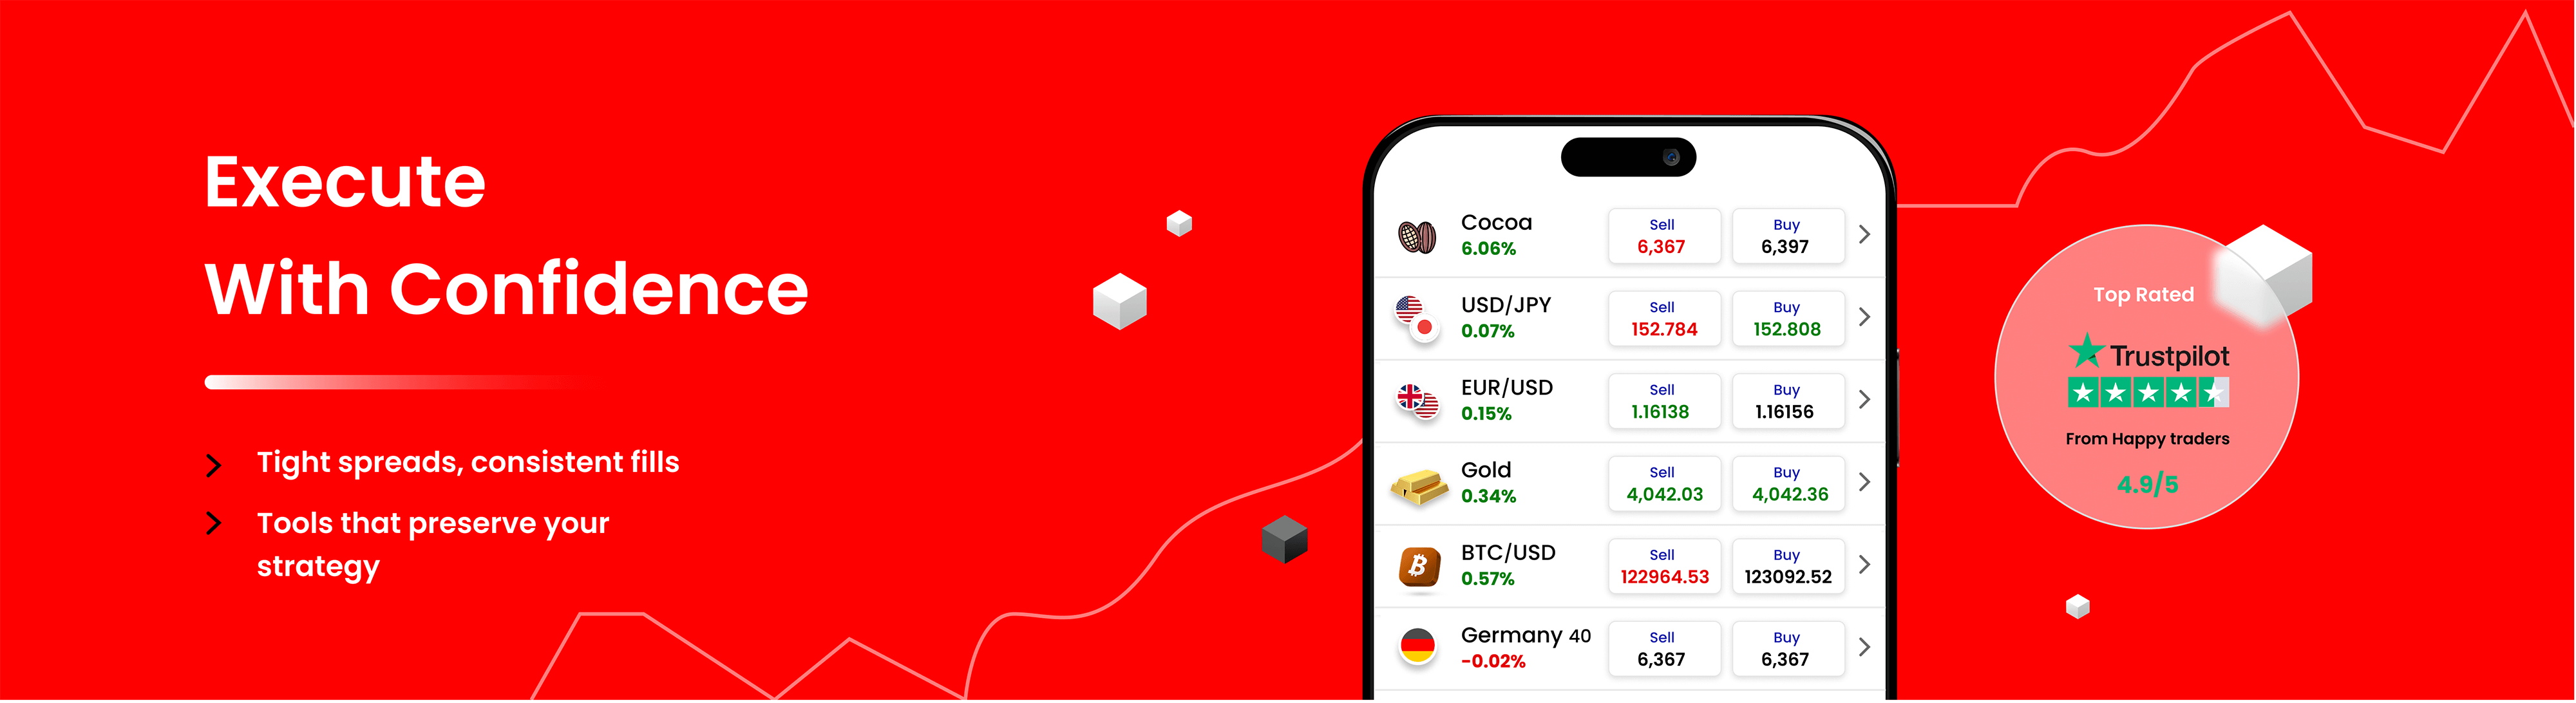 Execute
With Confidence
Tight spreads, consistent fills
Tools that preserve your
strategy
Cocoa
6.06%
Sell
6,367
Buy
6,397
USD/JPY
0.07%
Sell
152.784
Buy
152.808
EUR/USD
0.15%
Sell
1.16138
Buy
1.16156
Gold
0.34%
Sell
4,042.03
Buy
4,042.36
BTC/USD
0.57%
Sell
122964.53
Buy
123092.52
Germany 40
-0.02%
Sell
6,367
Buy
6,367
Top Rated
Trustpilot
From Happy traders
4.9/5